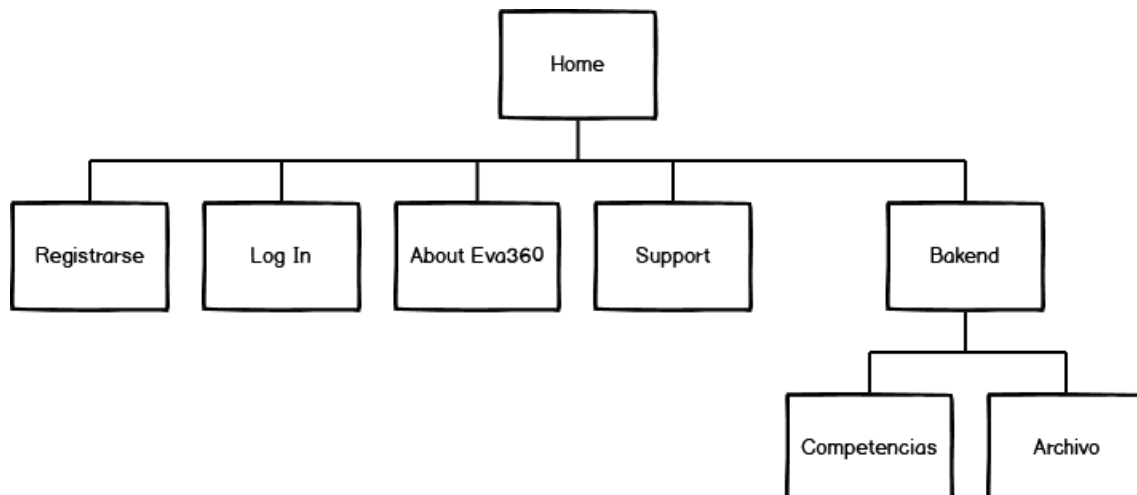 Home
Registrarse
Log In
About Eva360
Support
Bakend
Competencias
Archivo